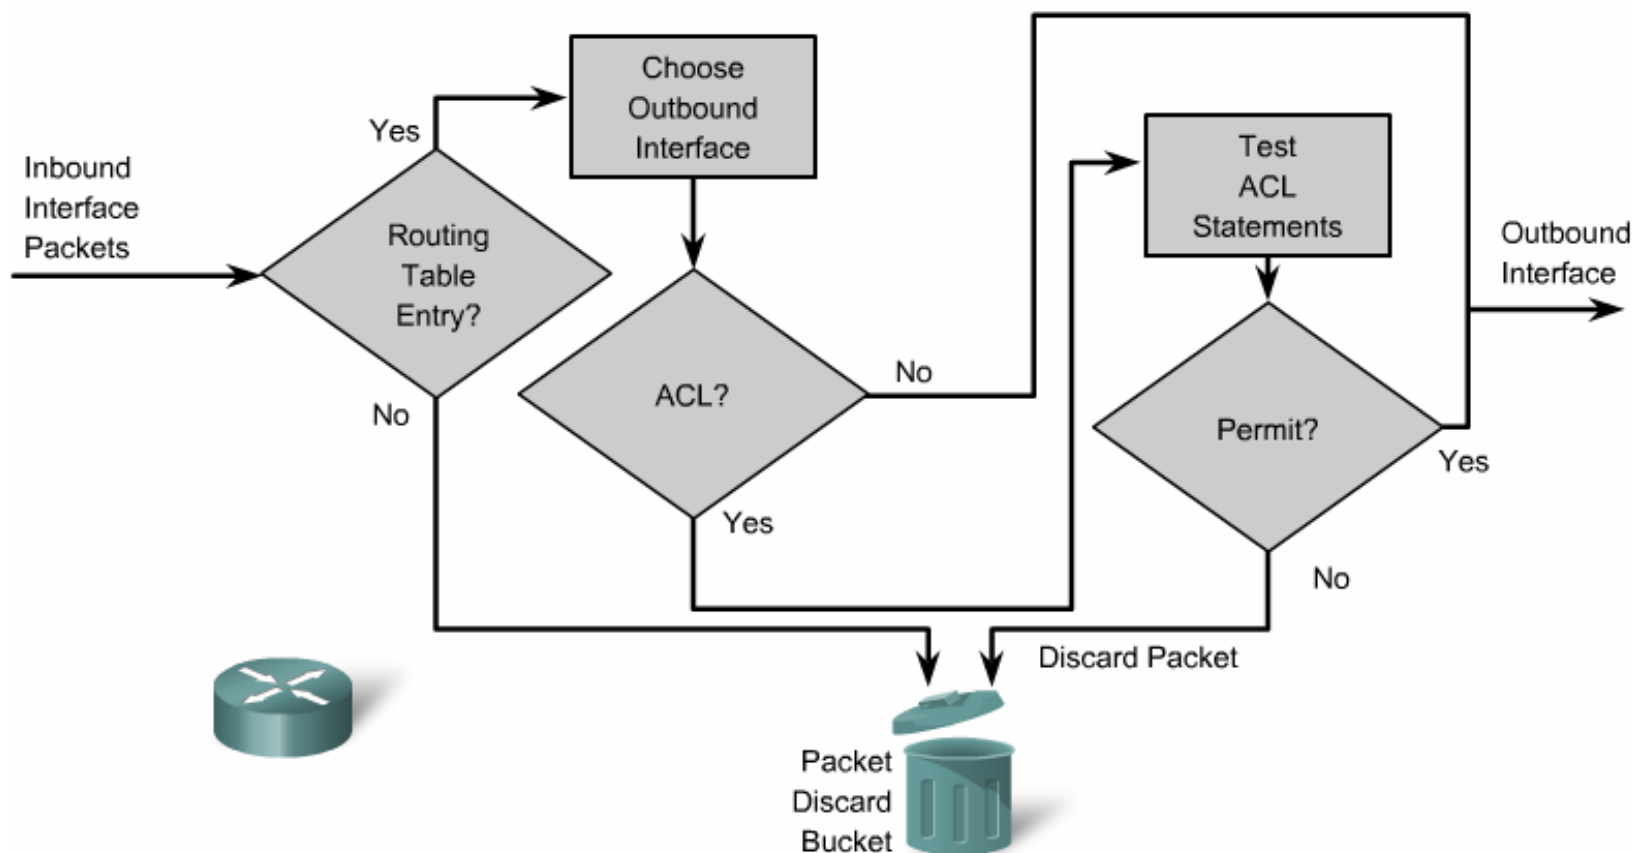 Inbound
Interface
Packets
Yes
Routing
Table
Entry?
No
Choose
Outbound
Interface
ACL?
No
Yes
Test
ACL
Statements
Permit?
Yes
No
Outbound
Interface
Discard Packet
Packet
Discard
Bucket